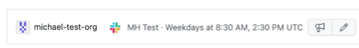 michael-test-org MH Test · Weekdays at 8:30 AM, 2:30 PM UTC